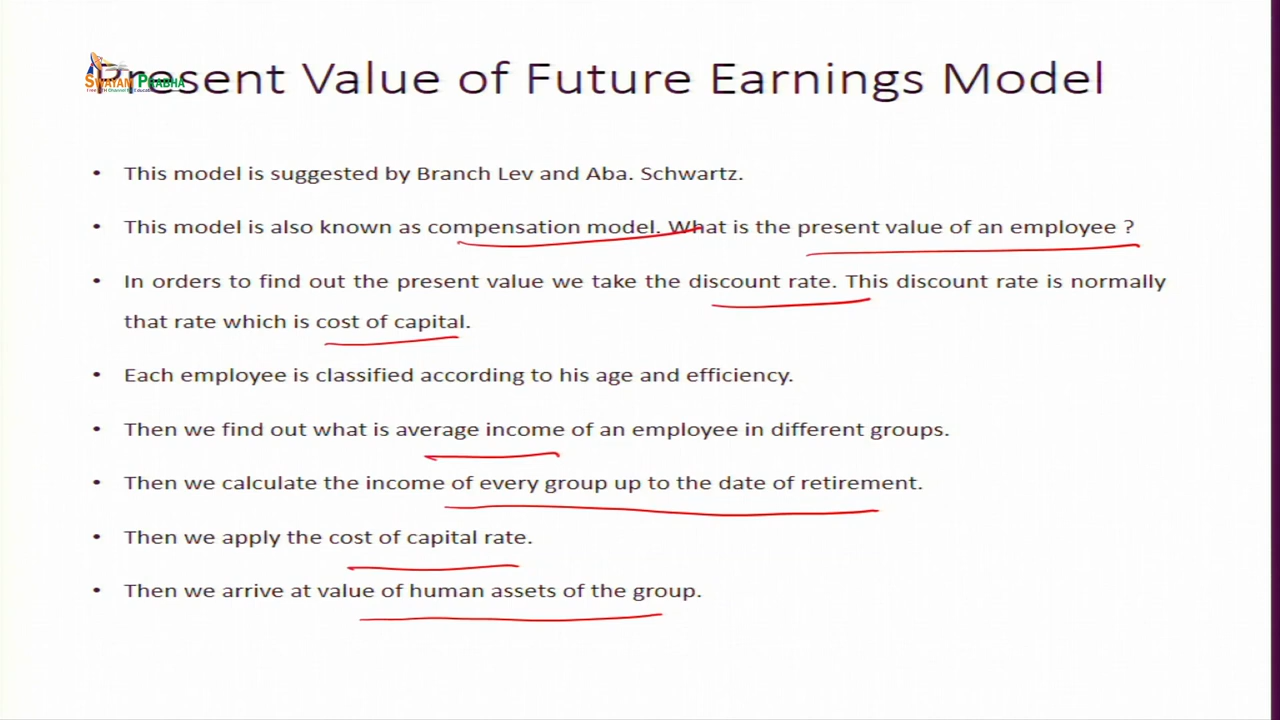 Present Value of Future Earnings Model
SWAYAM PRABHA
• This model is suggested by Branch Lev and Aba. Schwartz.
• This model is also known as compensation model. What is the present value of an employee ?
• In orders to find out the present value we take the discount rate. This discount rate is normally
that rate which is cost of capital.
• Each employee is classified according to his age and efficiency.
• Then we find out what is average income of an employee in different groups.
• Then we calculate the income of every group up to the date of retirement.
• Then we apply the cost of capital rate.
• Then we arrive at value of human assets of the group.